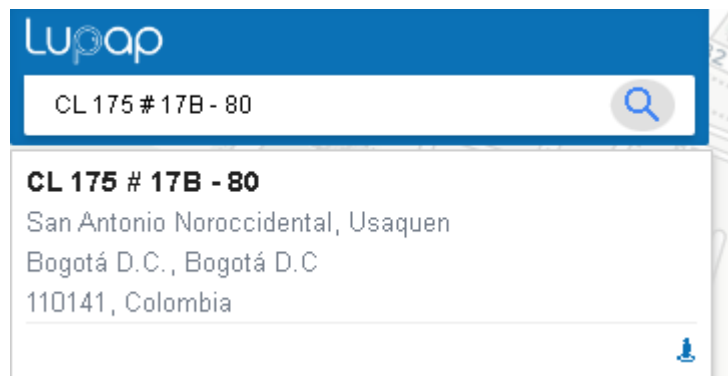 Lupap
CL 175 # 17B - 80
CL 175 # 17B - 80
San Antonio Noroccidental, Usaquen
Bogotá D.C., Bogotá D.C
110141, Colombia